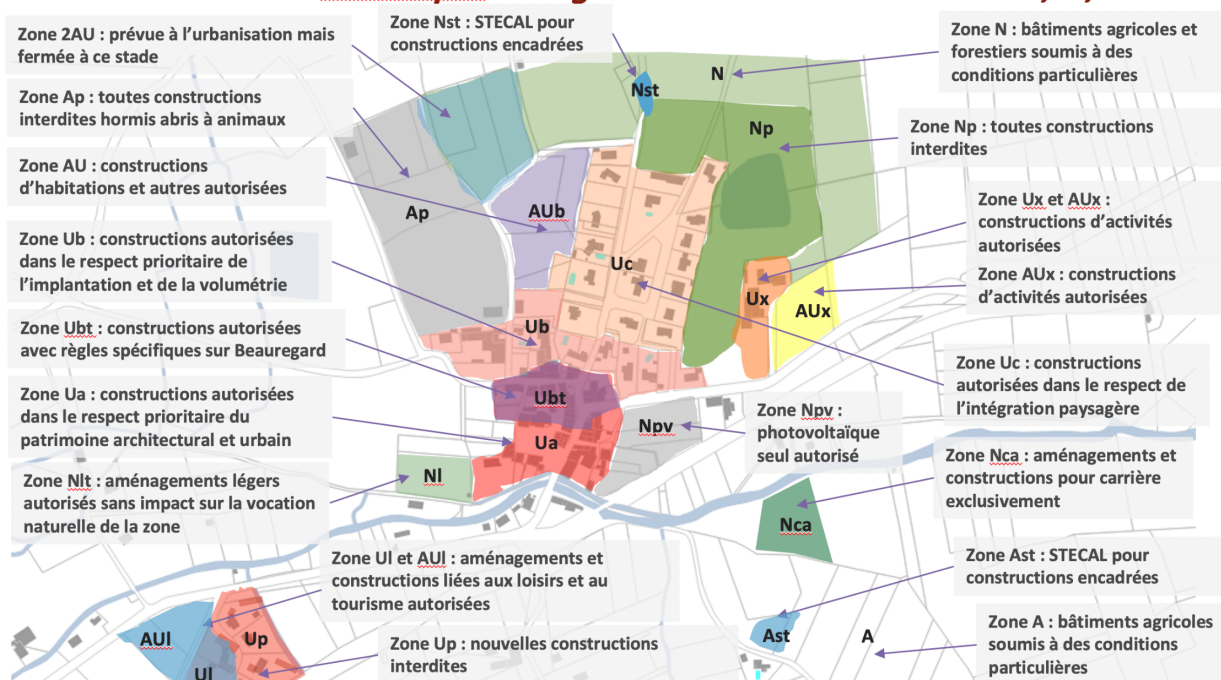 Zone 2AU : prévue à l'urbanisation mais
fermée à ce stade
Zone Nst : STECAL pour
constructions encadrées
Zone N : bâtiments agricoles et
forestiers soumis à des
conditions particulières
Zone Ap : toutes constructions
interdites hormis abris à animaux
Zone Np : toutes constructions
interdites
Zone AU : constructions
d'habitations et autres autorisées
Zone Ux et AUx :
constructions d'activités
autorisées
Zone Ub : constructions autorisées
dans le respect prioritaire de
l'implantation et de la volumétrie
Zone AUx : constructions
d'activités autorisées
Zone Ubt : constructions autorisées
avec règles spécifiques sur Beauregard
Zone Uc : constructions
autorisées dans le respect de
l'intégration paysagère
Zone Ua : constructions autorisées
dans le respect prioritaire du
patrimoine architectural et urbain
Zone Npv :
photovoltaïque
seul autorisé
Zone Nca : aménagements et
constructions pour carrière
exclusivement
Zone Nlt : aménagements légers
autorisés sans impact sur la vocation
naturelle de la zone
Zone Ul et AUl : aménagements et
constructions liées aux loisirs et au
tourisme autorisées
Zone Ast : STECAL pour
constructions encadrées
Zone Up : nouvelles constructions
interdites
Zone A : bâtiments agricoles
soumis à des conditions
particulières
N
Nst
Np
Ap
AUb
Uc
Ux
AUx
Ub
Ubt
Ua
Npv
Nl
Nca
AUl
Up
Ul
Ast
A